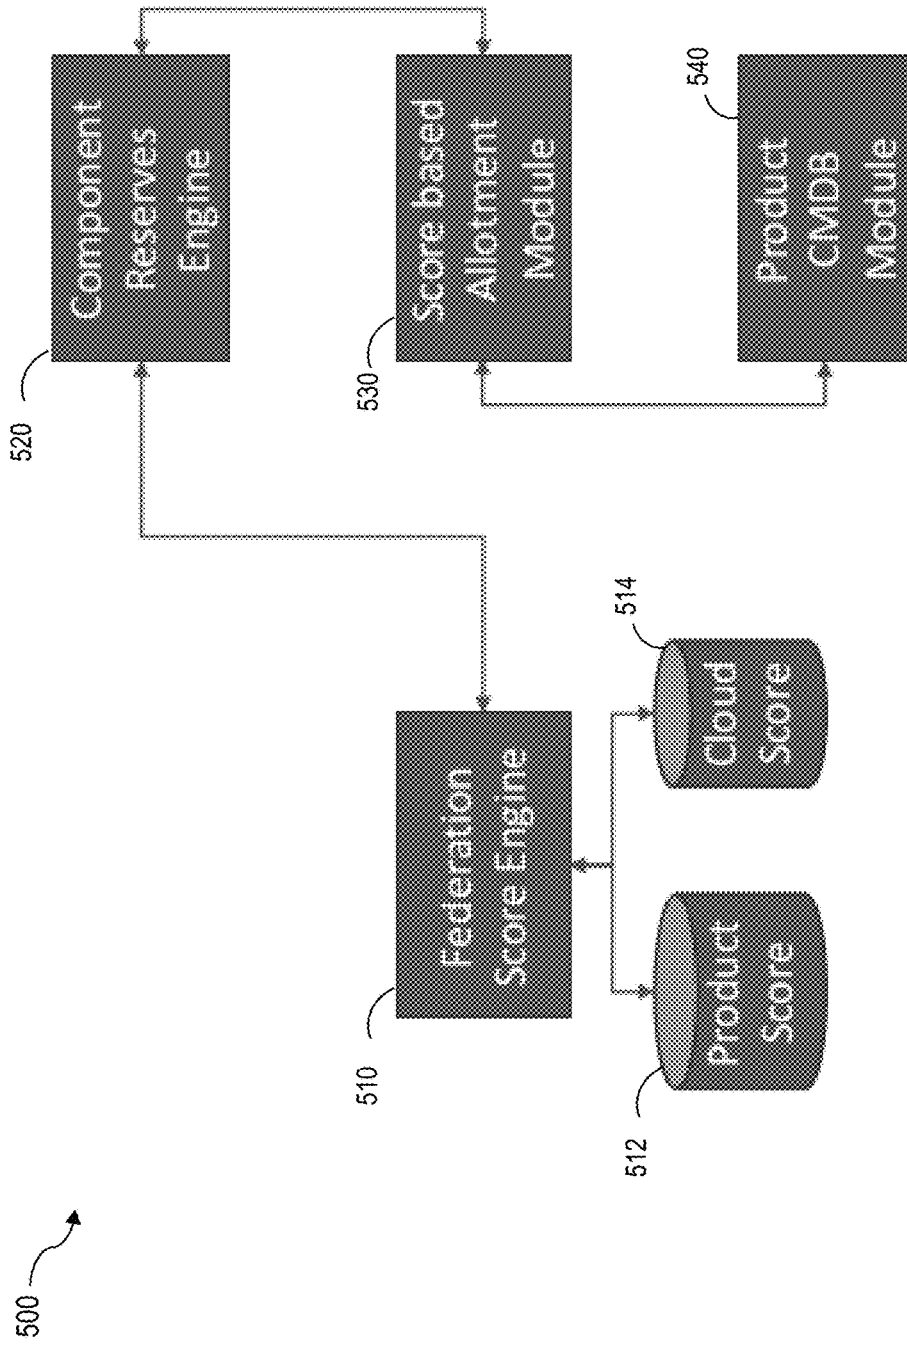 500
510
Federation
Score Engine
512
Product
Score
514
Cloud
Score
520
Component
Reserves
Engine
530
Score based
Allotment
Module
540
Product
CMDB
Module